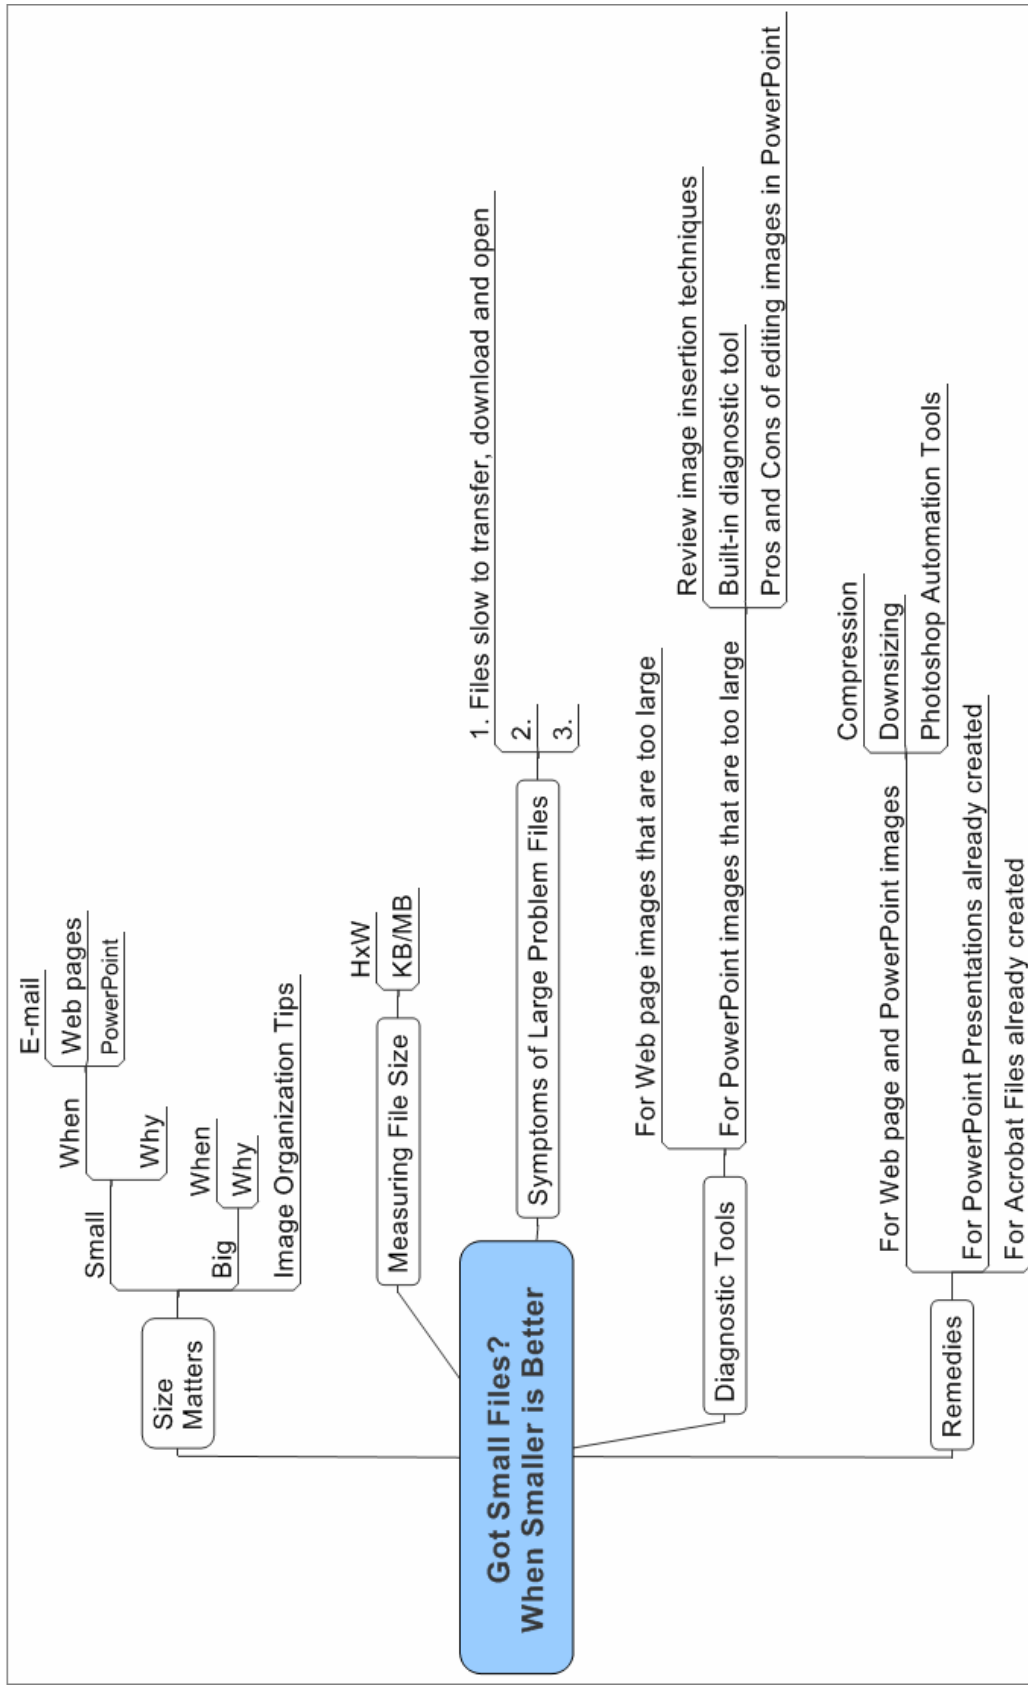 Got Small Files?
When Smaller is Better
Size
Matters
Small
When
E-mail
Web pages
PowerPoint
Why
Big
When
Why
Image Organization Tips
Measuring File Size
HxW
KB/MB
Symptoms of Large Problem Files
1. Files slow to transfer, download and open
2.
3.
Diagnostic Tools
For Web page images that are too large
For PowerPoint images that are too large
Review image insertion techniques
Built-in diagnostic tool
Pros and Cons of editing images in PowerPoint
Remedies
For Web page and PowerPoint images
Compression
Downsizing
Photoshop Automation Tools
For PowerPoint Presentations already created
For Acrobat Files already created